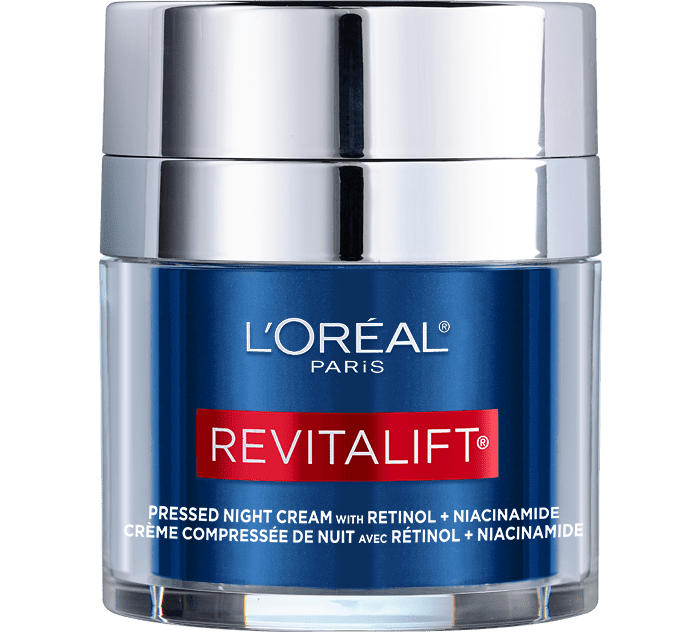 L'ORÉAL®
PARiS
REVITALIFT®
PRESSED NIGHT CREAM WITH RETINOL + NIACINAMIDE
CRÈME COMPRESSÉE DE NUIT AVEC RÉTINOL + NIACINAMIDE